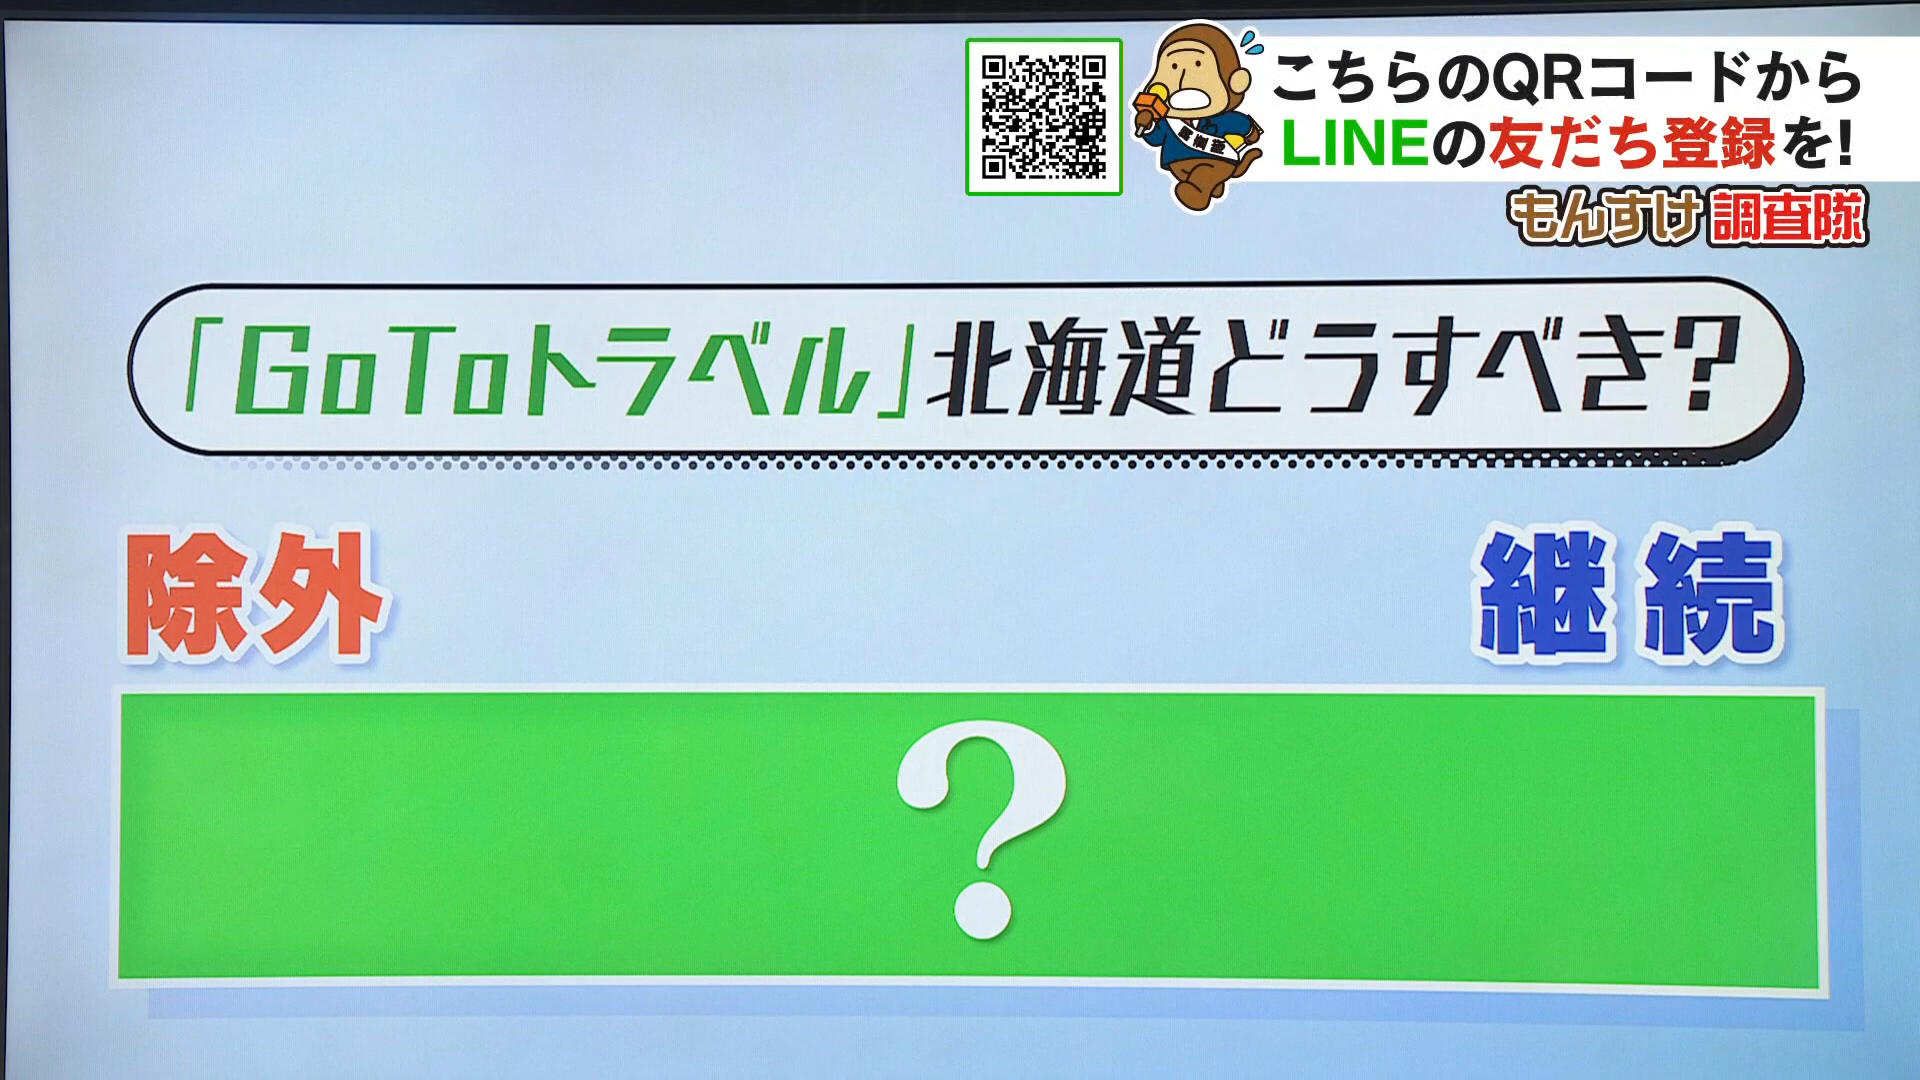 こちらのQRコードから
LINEの友だち登録を!
もんすけ調査隊
「GoToトラベル」北海道どうすべき?
除外
継続
?